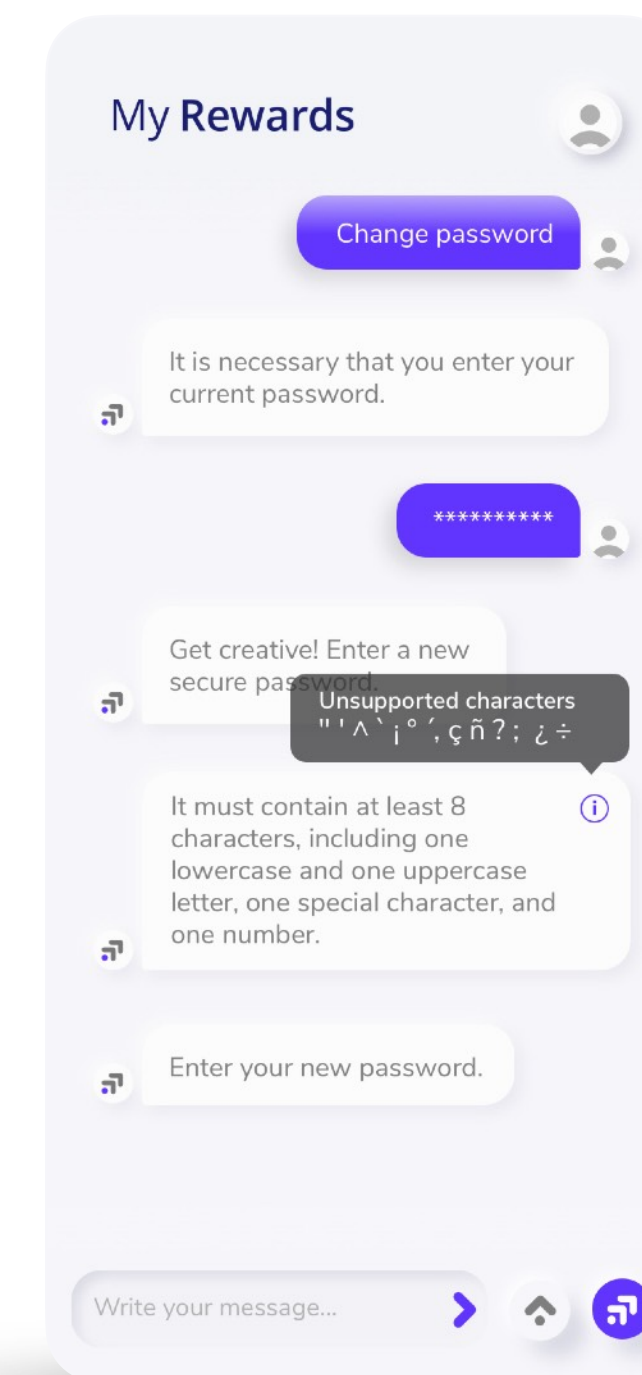 My Rewards
Change password
It is necessary that you enter your
current password.
**********
Get creative! Enter a new
secure password.
Unsupported characters
"'^`¡°´, ç ñ ? ; ¿ ÷
It must contain at least 8
characters, including one
lowercase and one uppercase
letter, one special character, and
one number.
Enter your new password.
Write your message...